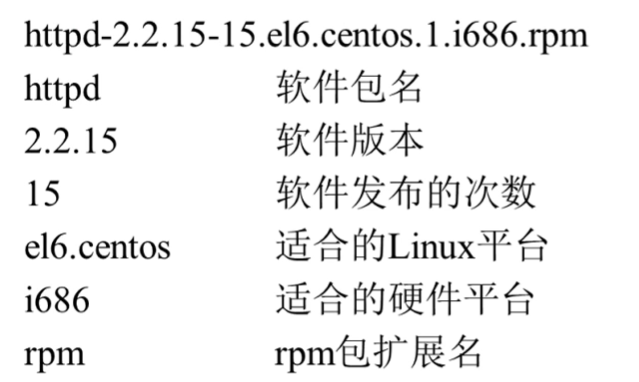 httpd-2.2.15-15.el6.centos.1.i686.rpm
httpd 软件包名
2.2.15 软件版本
15 软件发布的次数
el6.centos 适合的Linux平台
i686 适合的硬件平台
rpm rpm包扩展名